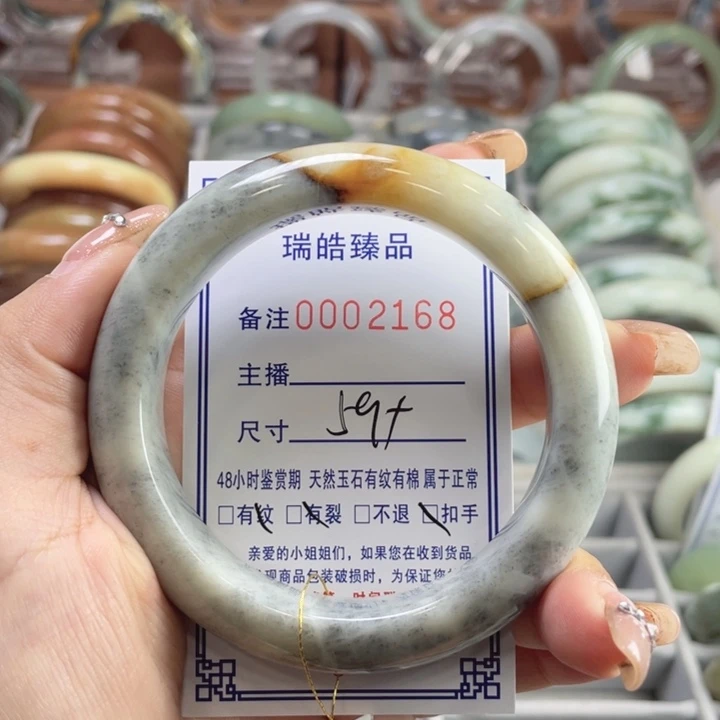 瑞皓臻品
备注0002168
主播
尺寸 59+
48小时鉴赏期 天然玉石有纹有棉 属于正常
□有纹 □有裂 □不退 □扣手
亲爱的小姐姐们，如果您在收到货品
现商品包装破损时，为保证您